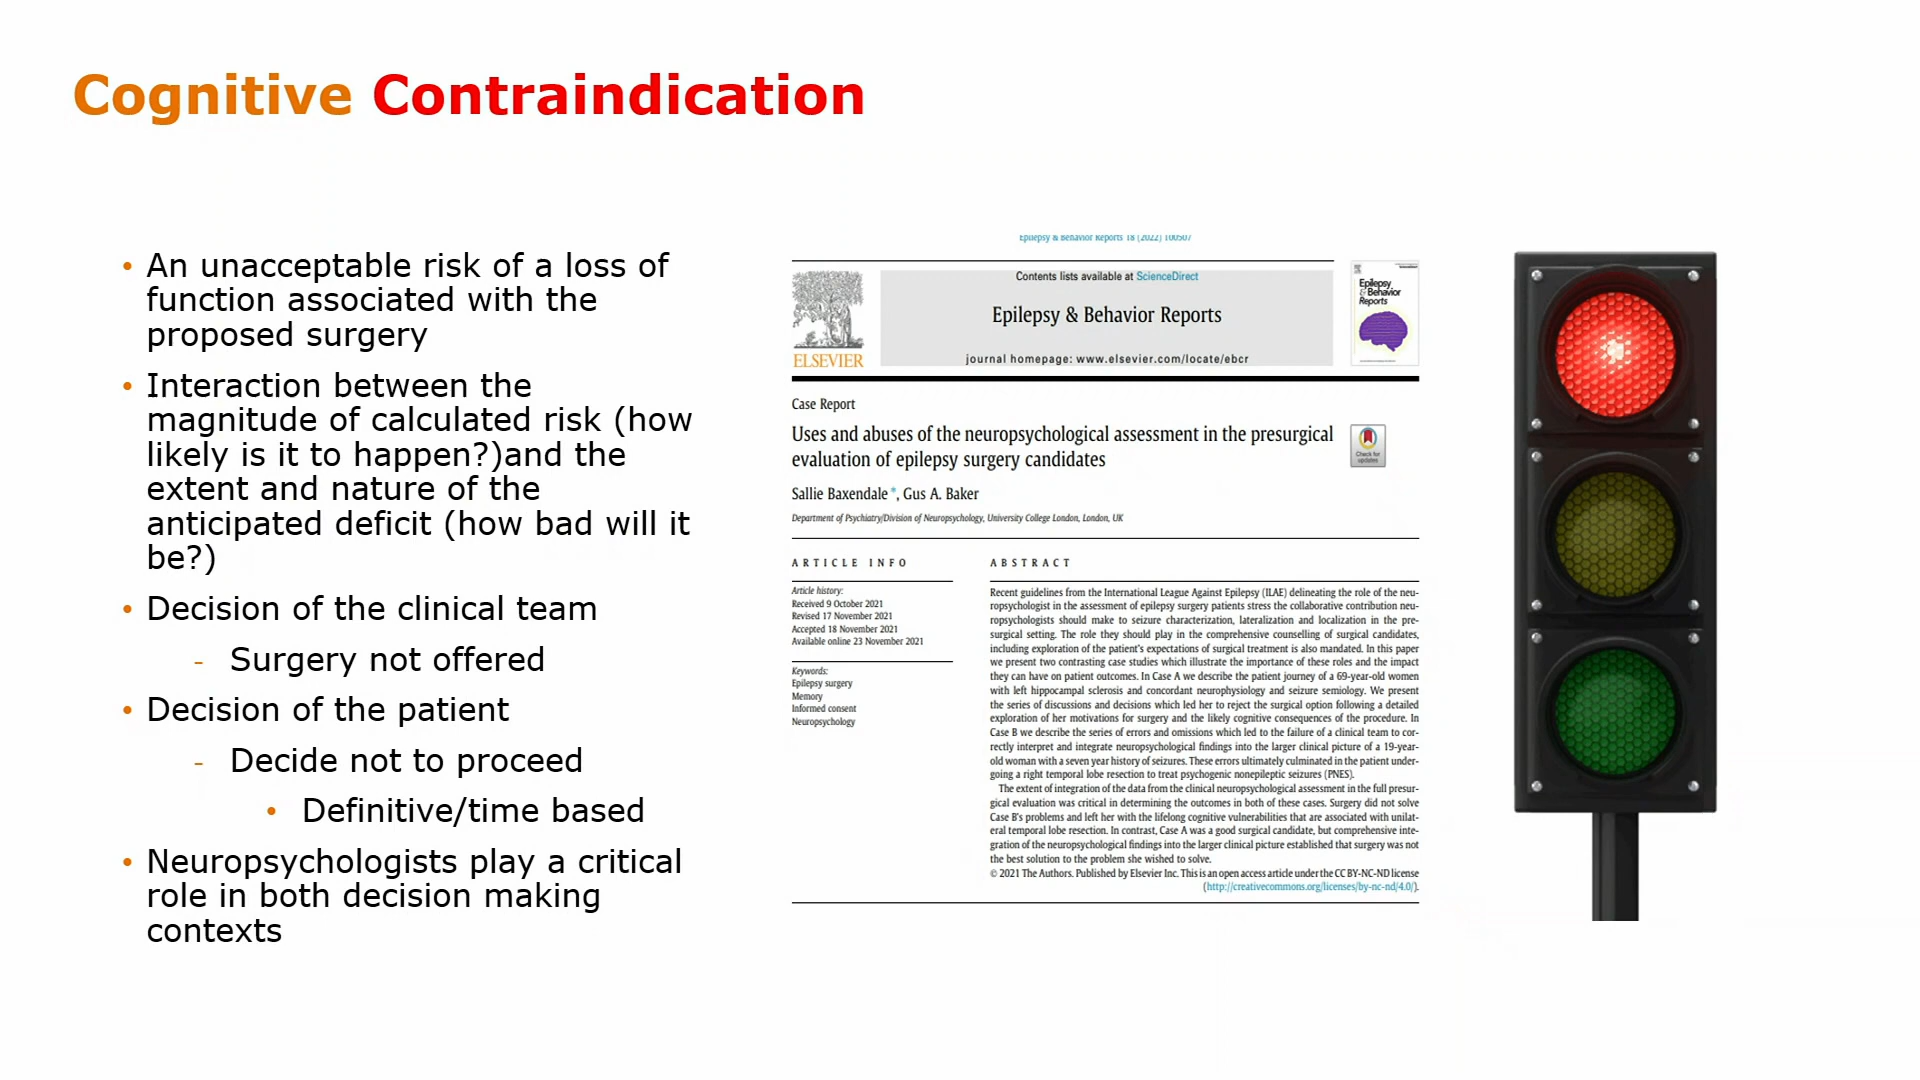 Cognitive Contraindication
• An unacceptable risk of a loss of
function associated with the
proposed surgery
• Interaction between the
magnitude of calculated risk (how
likely is it to happen?)and the
extent and nature of the
anticipated deficit (how bad will it
be?)
• Decision of the clinical team
- Surgery not offered
• Decision of the patient
- Decide not to proceed
• Definitive/time based
• Neuropsychologists play a critical
role in both decision making
contexts
Epilepsy & Behavior Reports 18 (2022) 100507
Contents lists available at ScienceDirect
Epilepsy & Behavior Reports
journal homepage: www.elsevier.com/locate/ebcr
ELSEVIER
Epilepsy
& Behavior
Reports
Case Report
Uses and abuses of the neuropsychological assessment in the presurgical
evaluation of epilepsy surgery candidates
Check for
updates
Sallie Baxendale *, Gus A. Baker
Department of Psychiatry/Division of Neuropsychology, University College London, London, UK
ARTICLE INFO
Article history:
Received 9 October 2021
Revised 17 November 2021
Accepted 18 November 2021
Available online 23 November 2021
Keywords:
Epilepsy surgery
Memory
Informed consent
Neuropsychology
ABSTRACT
Recent guidelines from the International League Against Epilepsy (ILAE) delineating the role of the neu-
ropsychologist in the assessment of epilepsy surgery patients stress the collaborative contribution neu-
ropsychologists should make to seizure characterization, lateralization and localization in the pre-
surgical setting. The role they should play in the comprehensive counselling of surgical candidates,
including exploration of the patient's expectations of surgical treatment is also mandated. In this paper
we present two contrasting case studies which illustrate the importance of these roles and the impact
they can have on patient outcomes. In Case A we describe the patient journey of a 69-year-old women
with left hippocampal sclerosis and concordant neurophysiology and seizure semiology. We present
the series of discussions and decisions which led her to reject the surgical option following a detailed
exploration of her motivations for surgery and the likely cognitive consequences of the procedure. In
Case B we describe the series of errors and omissions which led to the failure of a clinical team to cor-
rectly interpret and integrate neuropsychological findings into the larger clinical picture of a 19-year-
old woman with a seven year history of seizures. These errors ultimately culminated in the patient under-
going a right temporal lobe resection to treat psychogenic nonepileptic seizures (PNES).
The extent of integration of the data from the clinical neuropsychological assessment in the full presur-
gical evaluation was critical in determining the outcomes in both of these cases. Surgery did not solve
Case B's problems and left her with the lifelong cognitive vulnerabilities that are associated with unilat-
eral temporal lobe resection. In contrast, Case A was a good surgical candidate, but comprehensive inte-
gration of the neuropsychological findings into the larger clinical picture established that surgery was not
the best solution to the problem she wished to solve.
© 2021 The Authors. Published by Elsevier Inc. This is an open access article under the CC BY-NC-ND license
(http://creativecommons.org/licenses/by-nc-nd/4.0/).